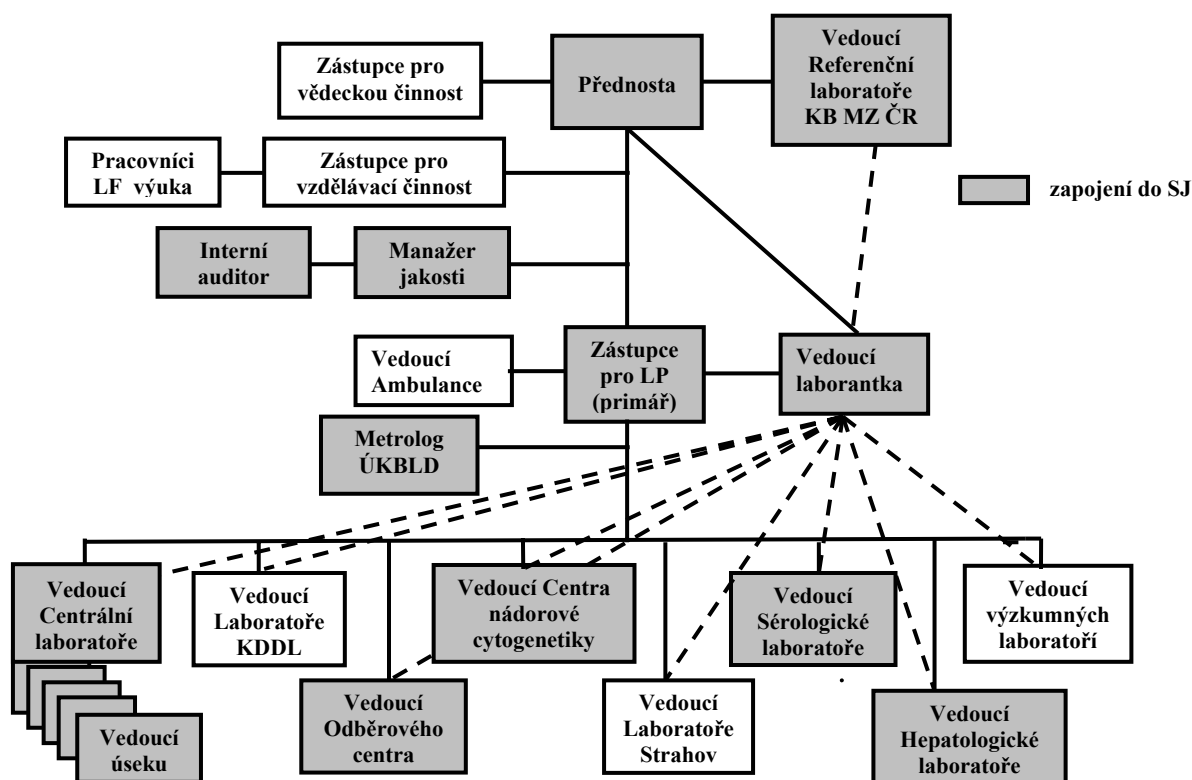 Zástupce pro
vědeckou činnost
Přednosta
Vedoucí
Referenční
laboratoře
KB MZ ČR
Pracovníci
LF výuka
Zástupce pro
vzdělávací činnost
zapojení do SJ
Interní
auditor
Manažer
jakosti
Vedoucí
Ambulance
Zástupce
pro LP
(primář)
Vedoucí
laborantka
Metrolog
ÚKBLD
Vedoucí
Centrální
laboratoře
Vedoucí
Laboratoře
KDDL
Vedoucí Centra
nádorové
cytogenetiky
Vedoucí
Sérologické
laboratoře
Vedoucí
výzkumných
laboratoří
Vedoucí
úseku
Vedoucí
Odběrového
centra
Vedoucí
Laboratoře
Strahov
Vedoucí
Hepatologické
laboratoře